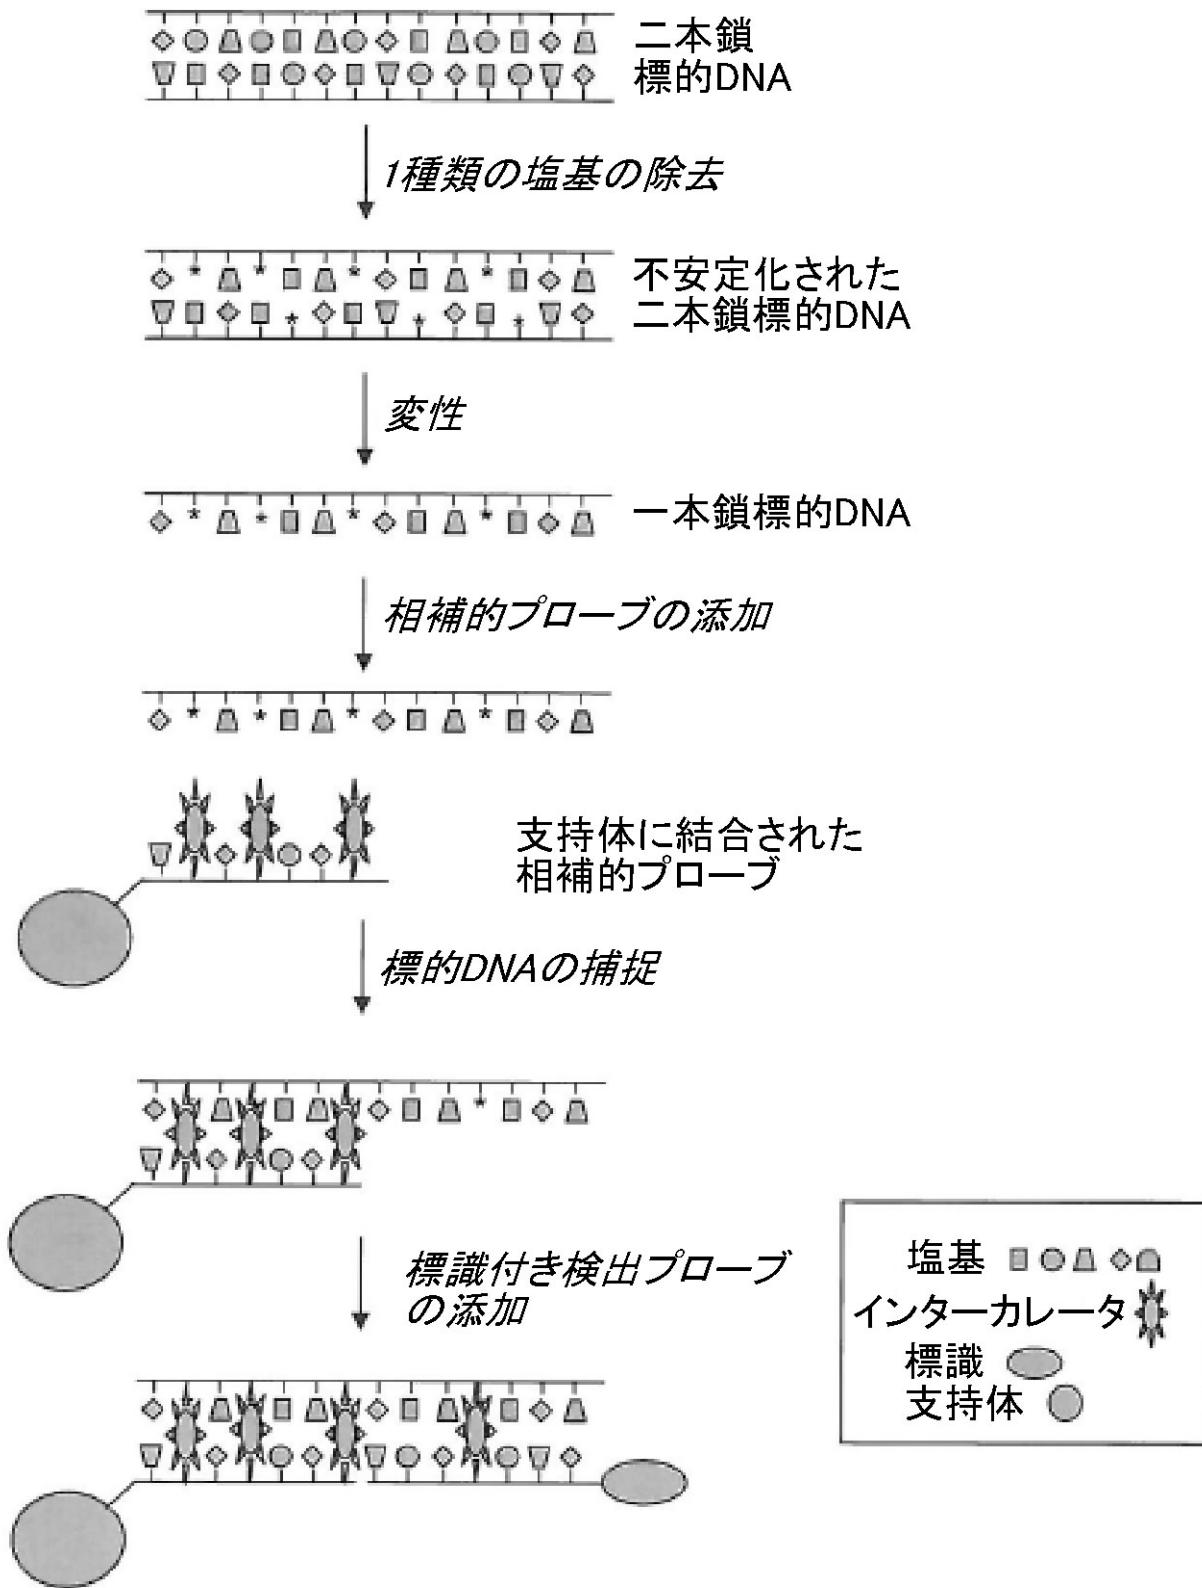 二本鎖
標的DNA
1種類の塩基の除去
不安定化された
二本鎖標的DNA
変性
一本鎖標的DNA
相補的プローブの添加
支持体に結合された
相補的プローブ
標的DNAの捕捉
標識付き検出プローブ
の添加
塩基
インターカレータ
標識
支持体